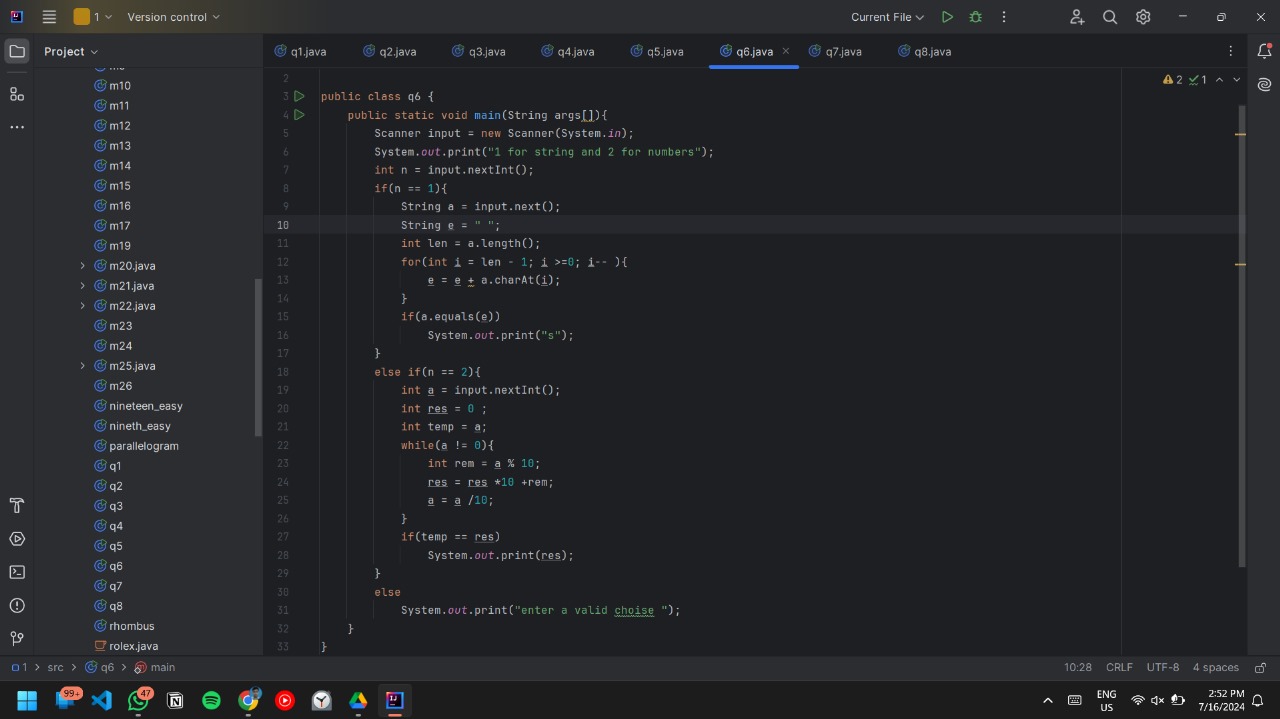 1
Version control
Current File
Project
q1.java
q2.java
q3.java
q4.java
q5.java
q6.java
q7.java
q8.java
m10
m11
m12
m13
m14
m15
m16
m17
m19
m20.java
m21.java
m22.java
m23
m24
m25.java
m26
nineteen_easy
nineth_easy
parallelogram
q1
q2
q3
q4
q5
q6
q7
q8
rhombus
rolex.java
2
2 1
3 public class q6 {
4 public static void main(String args[]){
5 Scanner input = new Scanner(System.in);
6 System.out.print("1 for string and 2 for numbers");
7 int n = input.nextInt();
8 if(n == 1){
9 String a = input.next();
10 String e = " ";
11 int len = a.length();
12 for(int i = len - 1; i >=0; i-- ){
13 e = e + a.charAt(i);
14 }
15 if(a.equals(e))
16 System.out.print("s");
17 }
18 else if(n == 2){
19 int a = input.nextInt();
20 int res = 0 ;
21 int temp = a;
22 while(a != 0){
23 int rem = a % 10;
24 res = res *10 +rem;
25 a = a /10;
26 }
27 if(temp == res)
28 System.out.print(res);
29 }
30 else
31 System.out.print("enter a valid choise ");
32 }
33 }
1 > src > q6 > main
10:28 CRLF UTF-8 4 spaces
99+
47
ENG
US
2:52 PM
7/16/2024